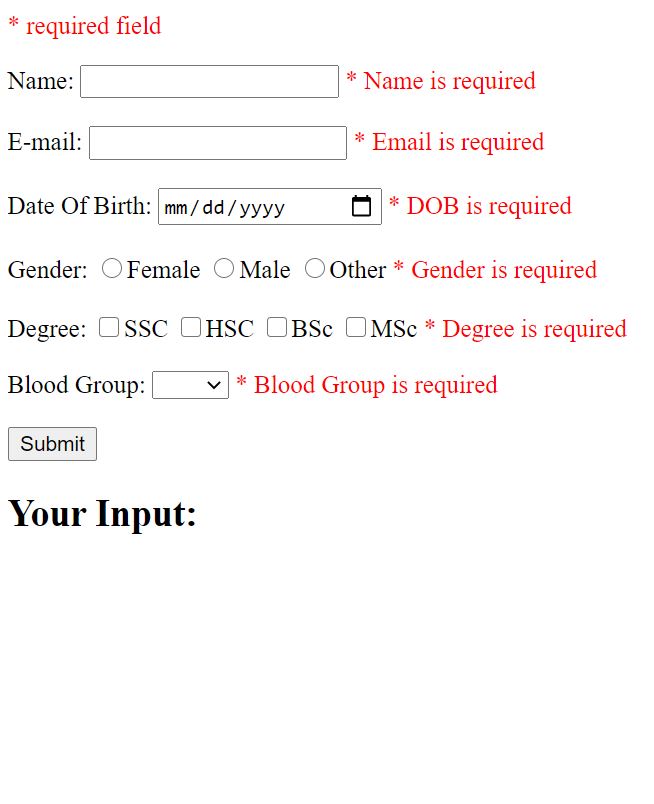 * required field
Name: * Name is required
E-mail: * Email is required
Date Of Birth: mm/dd/yyyy * DOB is required
Gender: Female Male Other * Gender is required
Degree: SSC HSC BSc MSc * Degree is required
Blood Group: * Blood Group is required
Submit
Your Input: